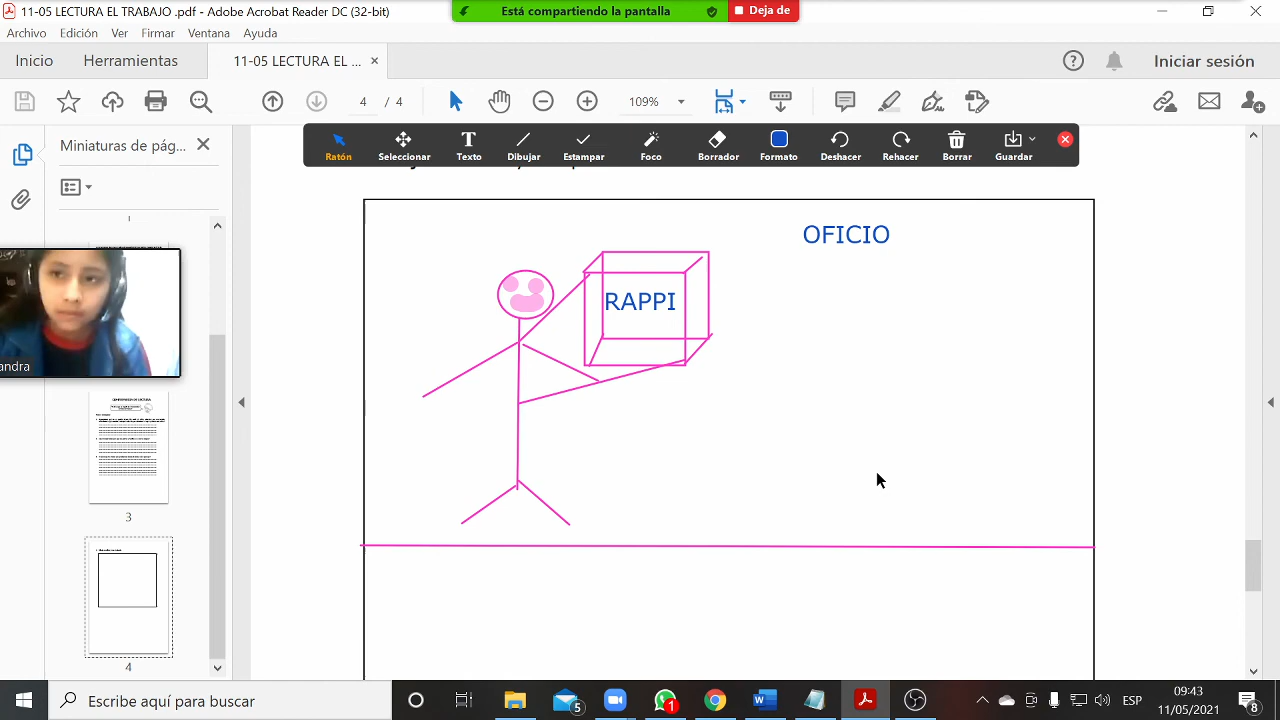 11-05 LECTURA EL TRABAJO .pdf - Adobe Acrobat Reader DC (32-bit)
Está compartiendo la pantalla
Deja de
Archivo Edición Ver Firmar Ventana Ayuda
Inicio
Herramientas
11-05 LECTURA EL ...
Iniciar sesión
4 / 4
109%
Miniaturas de pág...
Ratón
Seleccionar
Texto
Dibujar
Estampar
Foco
Borrador
Formato
Deshacer
Rehacer
Borrar
Guardar
OFICIO
RAPPI
andra
3
4
Escribe aquí para buscar
5
1
ESP
09:43
11/05/2021
8